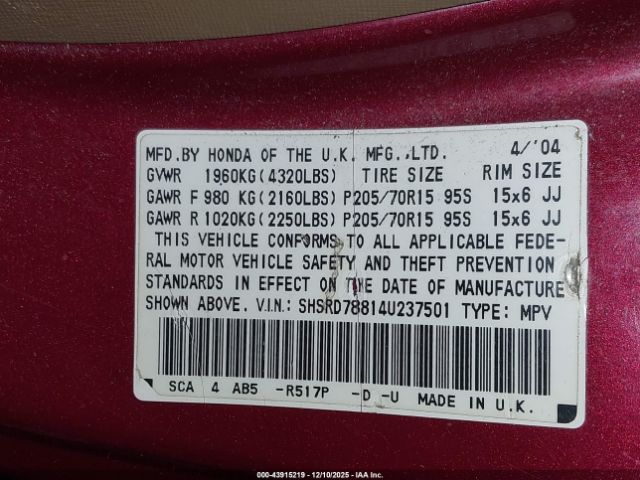 MFD.BY HONDA OF THE U.K. MFG.,LTD. 4/'04
GVWR 1960KG(4320LBS) TIRE SIZE RIM SIZE
GAWR F 980 KG(2160LBS) P205/70R15 95S 15x6 JJ
GAWR R 1020KG(2250LBS) P205/70R15 95S 15x6 JJ
THIS VEHICLE CONFORMS TO ALL APPLICABLE FEDE-
RAL MOTOR VEHICLE SAFETY AND THEFT PREVENTION
STANDARDS IN EFFECT ON THE DATE OF MANUFACTURE
SHOWN ABOVE. V.I.N.: SHSRD78814U237501 TYPE: MPV
SCA 4 AB5 -R517P -D -U MADE IN U.K.
000-43915219 - 12/10/2025 - IAA Inc.